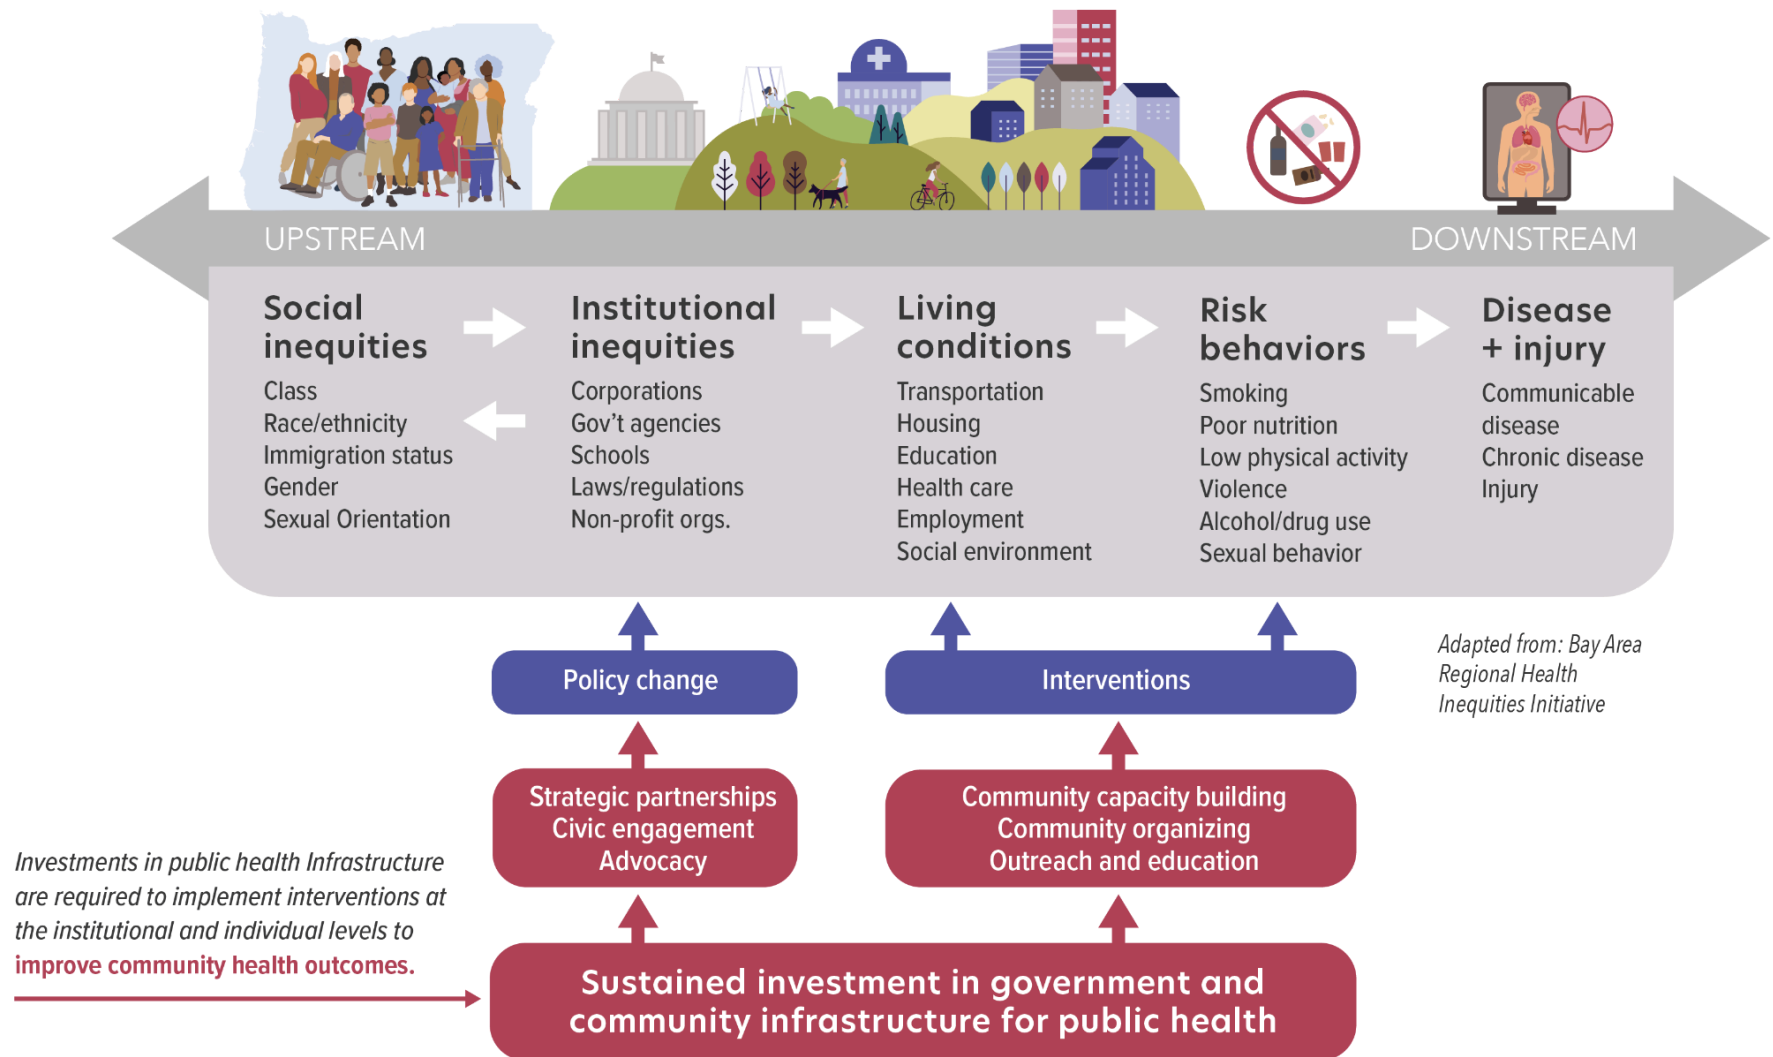 UPSTREAM
DOWNSTREAM
Social
inequities
Class
Race/ethnicity
Immigration status
Gender
Sexual Orientation
Institutional
inequities
Corporations
Gov’t agencies
Schools
Laws/regulations
Non-profit orgs.
Living
conditions
Transportation
Housing
Education
Health care
Employment
Social environment
Risk
behaviors
Smoking
Poor nutrition
Low physical activity
Violence
Alcohol/drug use
Sexual behavior
Disease
+ injury
Communicable
disease
Chronic disease
Injury
Policy change
Interventions
Adapted from: Bay Area
Regional Health
Inequities Initiative
Strategic partnerships
Civic engagement
Advocacy
Community capacity building
Community organizing
Outreach and education
Investments in public health Infrastructure
are required to implement interventions at
the institutional and individual levels to
improve community health outcomes.
Sustained investment in government and
community infrastructure for public health